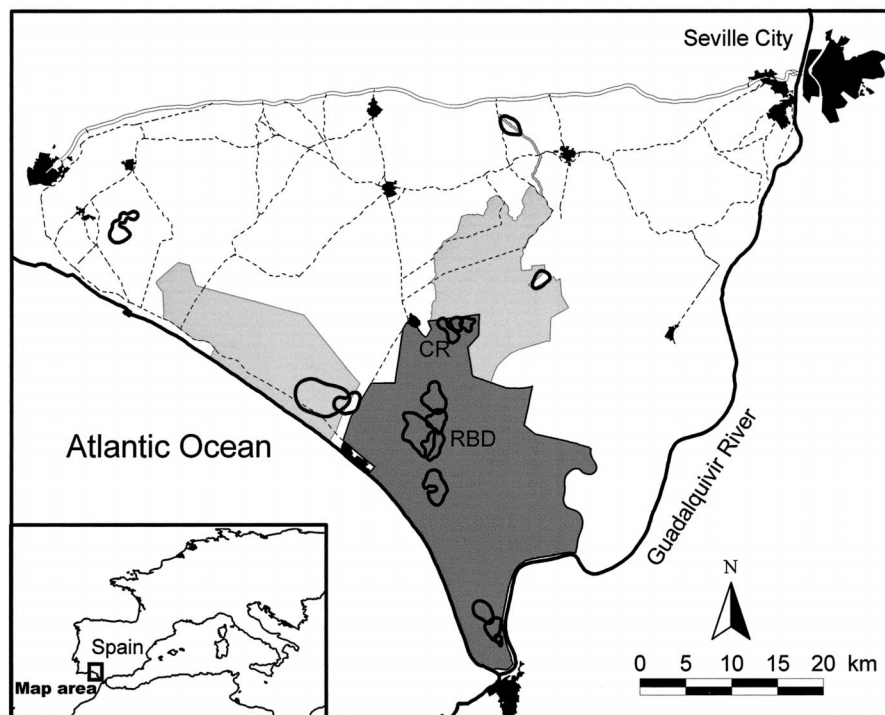 Seville City
CR
RBD
Atlantic Ocean
Guadalquivir River
N
0 5 10 15 20 km
Spain
Map area